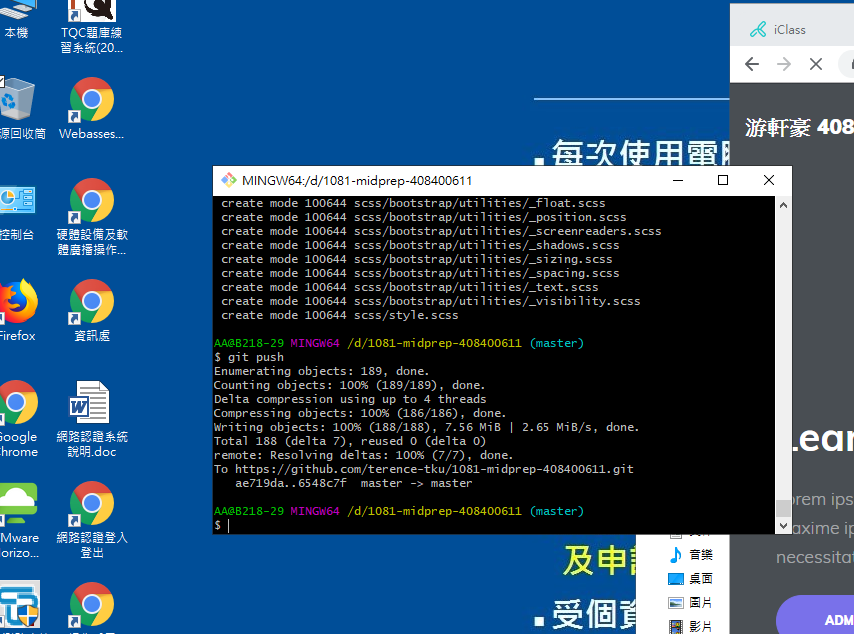 本機
TQC題庫練
習系統(20...
源回收筒
Webasses...
控制台
硬體設備及軟
體廣播操作...
Firefox
資訊處
Google
Chrome
網路認證系統
說明.doc
網路認證登入
登出
每次使用電
及申
受個資
iClass
游軒豪 408
MINGW64:/d/1081-midprep-408400611
create mode 100644 scss/bootstrap/utilities/_float.scss
create mode 100644 scss/bootstrap/utilities/_position.scss
create mode 100644 scss/bootstrap/utilities/_screenreaders.scss
create mode 100644 scss/bootstrap/utilities/_shadows.scss
create mode 100644 scss/bootstrap/utilities/_sizing.scss
create mode 100644 scss/bootstrap/utilities/_spacing.scss
create mode 100644 scss/bootstrap/utilities/_text.scss
create mode 100644 scss/bootstrap/utilities/_visibility.scss
create mode 100644 scss/style.scss
AA@B218-29 MINGW64 /d/1081-midprep-408400611 (master)
$ git push
Enumerating objects: 189, done.
Counting objects: 100% (189/189), done.
Delta compression using up to 4 threads
Compressing objects: 100% (186/186), done.
Writing objects: 100% (188/188), 7.56 MiB | 2.65 MiB/s, done.
Total 188 (delta 7), reused 0 (delta 0)
remote: Resolving deltas: 100% (7/7), done.
To https://github.com/terence-tku/1081-midprep-408400611.git
ae719da..6548c7f  master -> master
AA@B218-29 MINGW64 /d/1081-midprep-408400611 (master)
$
音樂
桌面
圖片
影片
Lear
orem ips
axime ip
necessitat
ADM